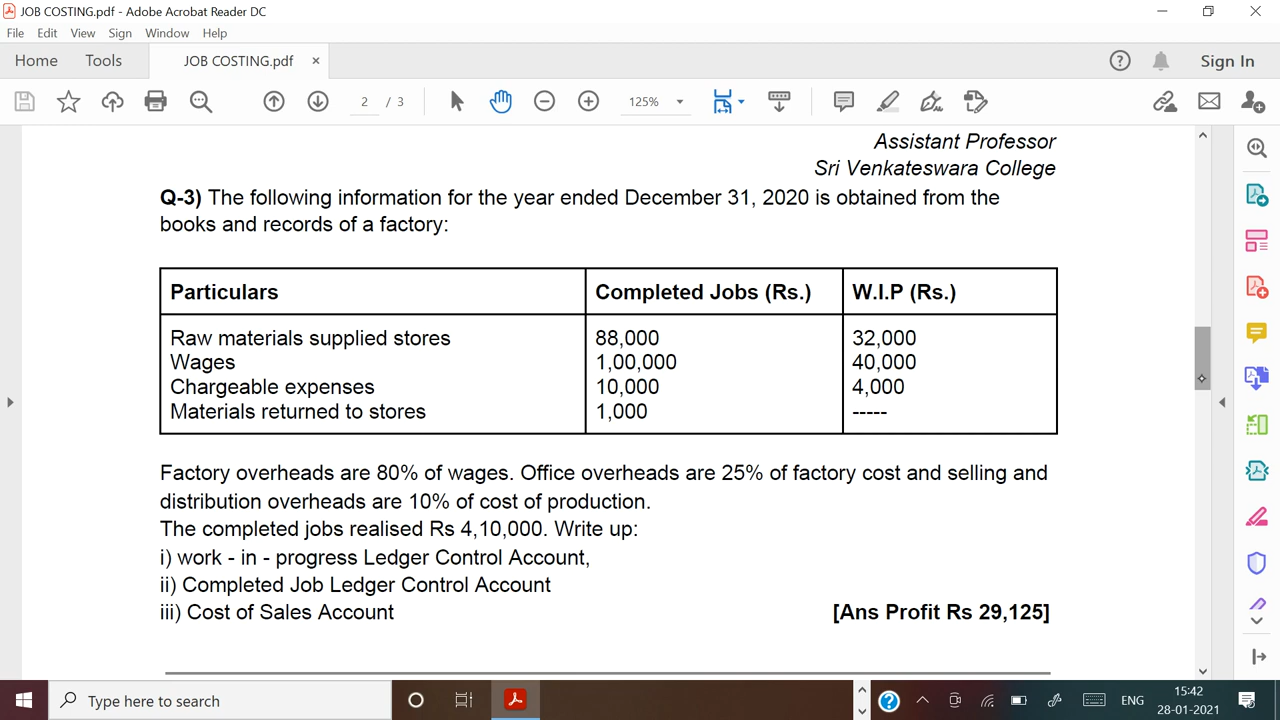 JOB COSTING.pdf - Adobe Acrobat Reader DC
File Edit View Sign Window Help
Home Tools JOB COSTING.pdf × Sign In
2 / 3 125%
Assistant Professor
Sri Venkateswara College
Q-3) The following information for the year ended December 31, 2020 is obtained from the
books and records of a factory:
Particulars Completed Jobs (Rs.) W.I.P (Rs.)
Raw materials supplied stores 88,000 32,000
Wages 1,00,000 40,000
Chargeable expenses 10,000 4,000
Materials returned to stores 1,000 -----
Factory overheads are 80% of wages. Office overheads are 25% of factory cost and selling and
distribution overheads are 10% of cost of production.
The completed jobs realised Rs 4,10,000. Write up:
i) work - in - progress Ledger Control Account,
ii) Completed Job Ledger Control Account
iii) Cost of Sales Account [Ans Profit Rs 29,125]
Type here to search ENG 15:42
28-01-2021